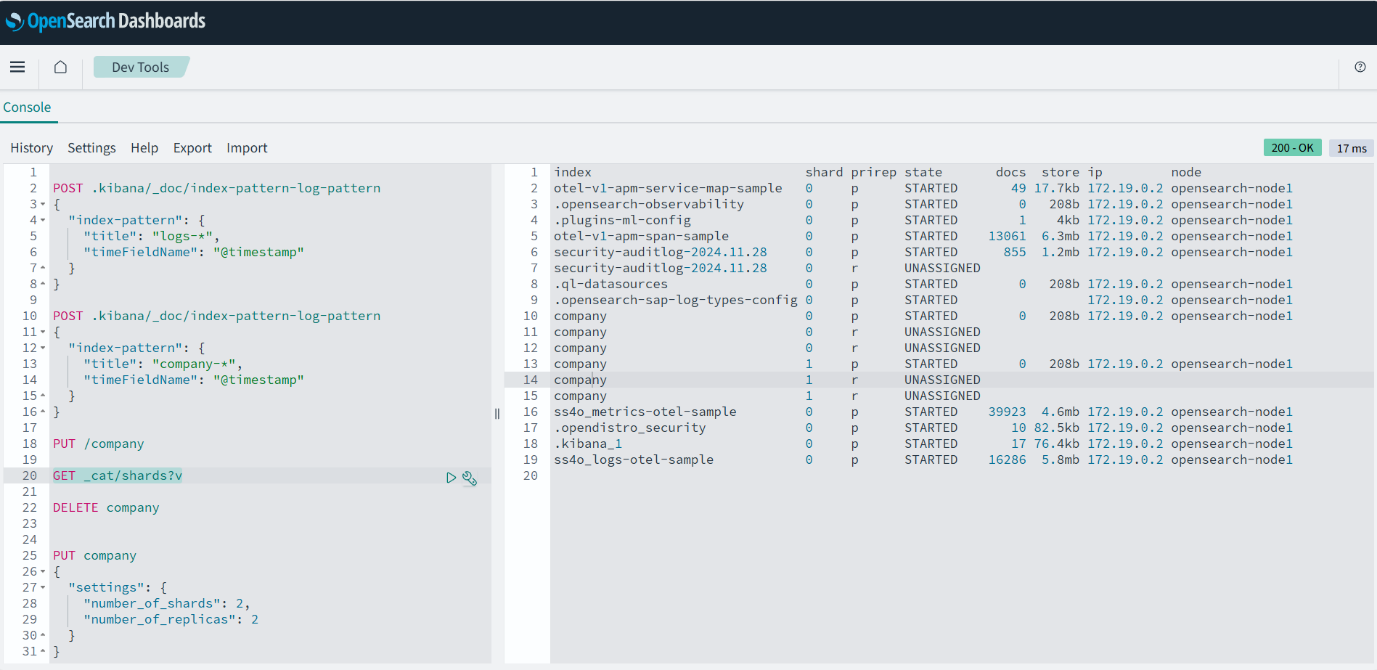 OpenSearch Dashboards
Dev Tools
Console
History Settings Help Export Import 200 - OK 17 ms
1
2 POST .kibana/_doc/index-pattern-log-pattern
3 {
4 "index-pattern": {
5 "title": "logs-*",
6 "timeFieldName": "@timestamp"
7 }
8 }
9
10 POST .kibana/_doc/index-pattern-log-pattern
11 {
12 "index-pattern": {
13 "title": "company-*",
14 "timeFieldName": "@timestamp"
15 }
16 }
17
18 PUT /company
19
20 GET _cat/shards?v
21
22 DELETE company
23
24
25 PUT company
26 {
27 "settings": {
28 "number_of_shards": 2,
29 "number_of_replicas": 2
30 }
31 }
1 index shard prirep state docs store ip node
2 otel-v1-apm-service-map-sample 0 p STARTED 49 17.7kb 172.19.0.2 opensearch-node1
3 .opensearch-observability 0 p STARTED 0 208b 172.19.0.2 opensearch-node1
4 .plugins-ml-config 0 p STARTED 1 4kb 172.19.0.2 opensearch-node1
5 otel-v1-apm-span-sample 0 p STARTED 13061 6.3mb 172.19.0.2 opensearch-node1
6 security-auditlog-2024.11.28 0 p STARTED 855 1.2mb 172.19.0.2 opensearch-node1
7 security-auditlog-2024.11.28 0 r UNASSIGNED
8 .ql-datasources 0 p STARTED 0 208b 172.19.0.2 opensearch-node1
9 .opensearch-sap-log-types-config 0 p STARTED 172.19.0.2 opensearch-node1
10 company 0 p STARTED 0 208b 172.19.0.2 opensearch-node1
11 company 0 r UNASSIGNED
12 company 0 r UNASSIGNED
13 company 1 p STARTED 0 208b 172.19.0.2 opensearch-node1
14 company 1 r UNASSIGNED
15 company 1 r UNASSIGNED
16 ss4o_metrics-otel-sample 0 p STARTED 39923 4.6mb 172.19.0.2 opensearch-node1
17 .opendistro_security 0 p STARTED 10 82.5kb 172.19.0.2 opensearch-node1
18 .kibana_1 0 p STARTED 17 76.4kb 172.19.0.2 opensearch-node1
19 ss4o_logs-otel-sample 0 p STARTED 16286 5.8mb 172.19.0.2 opensearch-node1
20